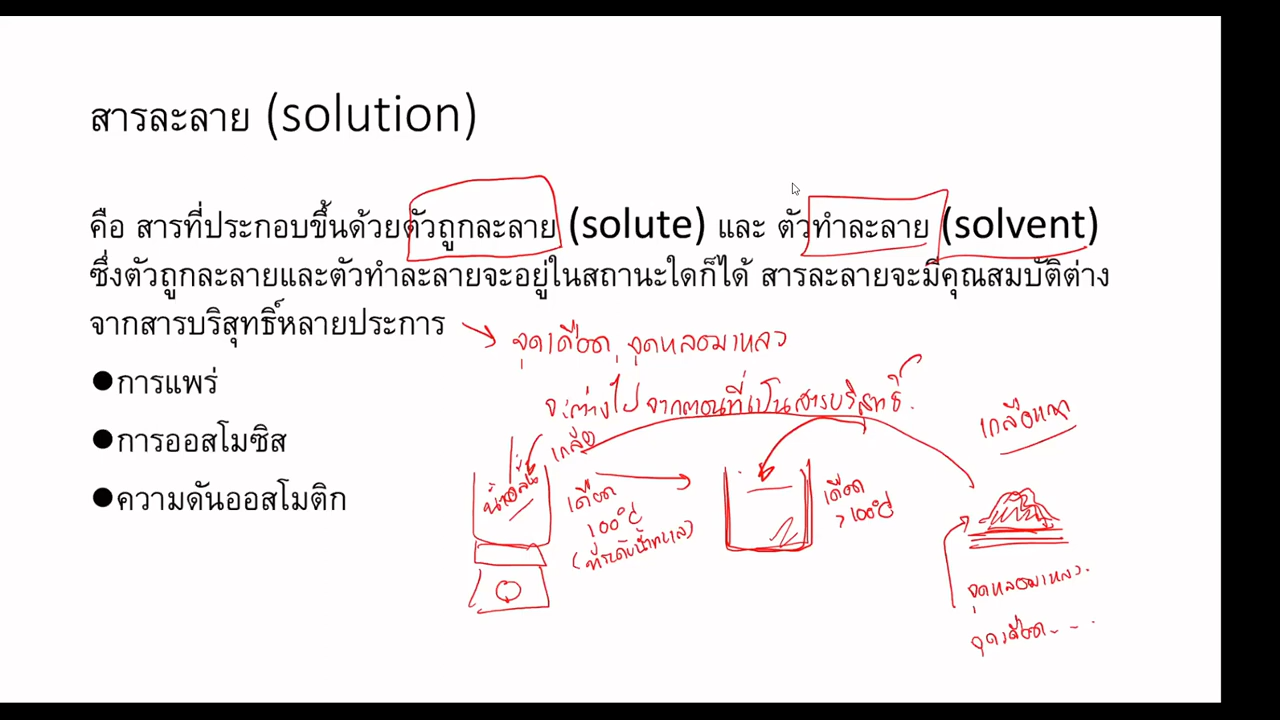 สารละลาย (solution)
คือ สารที่ประกอบขึ้นด้วยตัวถูกละลาย (solute) และ ตัวทำละลาย (solvent)
ซึ่งตัวถูกละลายและตัวทำละลายจะอยู่ในสถานะใดก็ได้ สารละลายจะมีคุณสมบัติต่าง
จากสารบริสุทธิ์หลายประการ
จุดเดือด, จุดหลอมเหลว
●การแพร่
จะต่างไปจากตอนที่เป็นสารบริสุทธิ์.
เกลือแกง
●การออสโมซิส
เกลือ
●ความดันออสโมติก
เดือด
100°C
(ที่ระดับน้ำทะเล)
เดือด
>100°C
จุดหลอมเหลว.
จุดเดือด